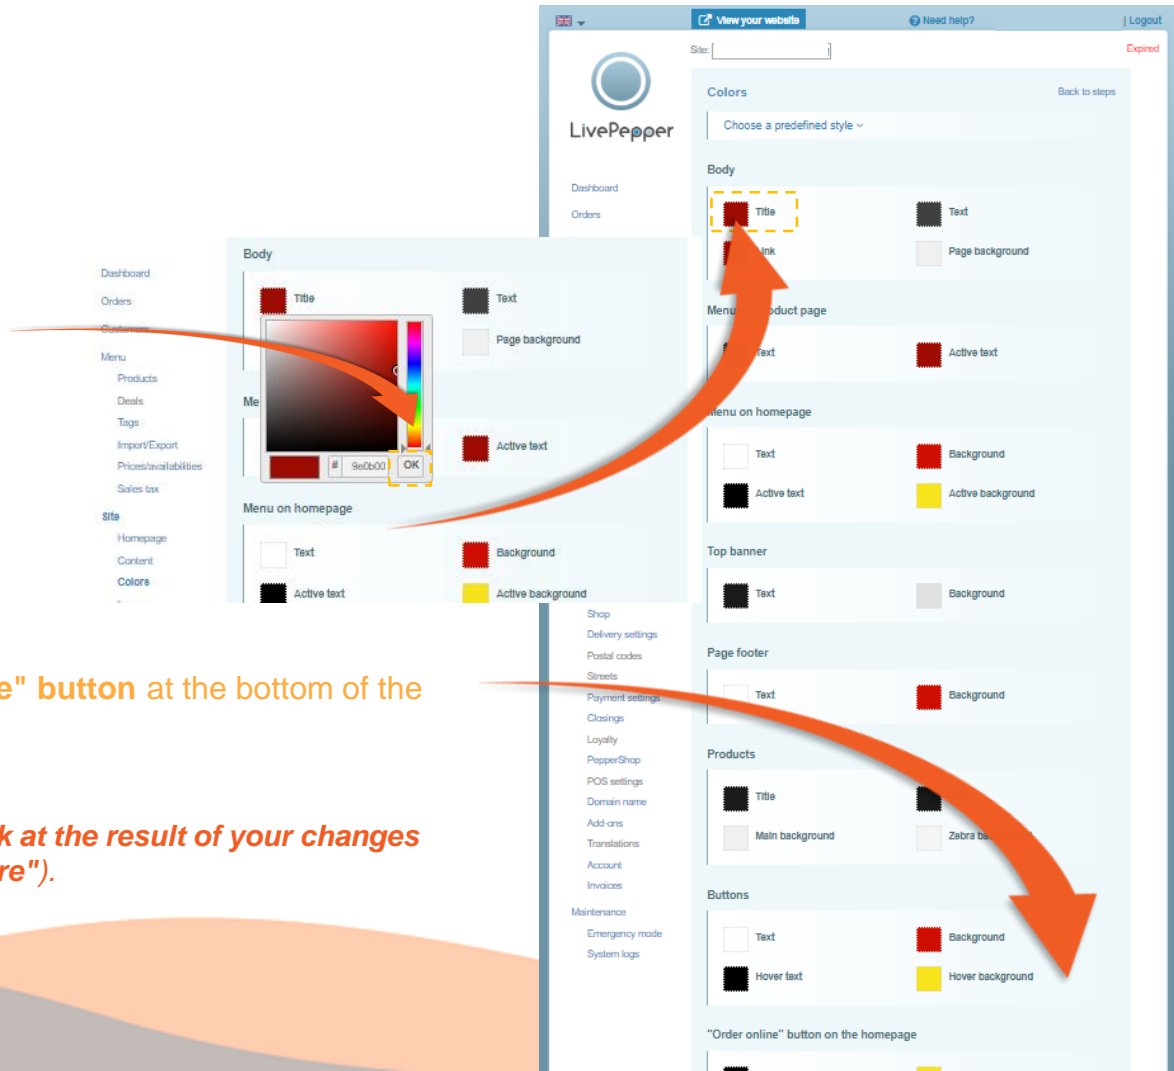 View your website
Need help?
| Logout
Site:
Expired
LivePepper
Colors
Back to steps
Choose a predefined style
Dashboard
Orders
Body
Title
Text
Page background
product page
Text
Active text
Menu on homepage
Text
Background
Active text
Active background
Top banner
Text
Background
Page footer
Text
Background
Products
Title
Main background
Zebra
Buttons
Text
Background
Hover text
Hover background
"Order online" button on the homepage
Shop
Delivery settings
Postal codes
Streets
Payment settings
Closings
Loyalty
PepperShop
POS settings
Domain name
Add-ons
Translations
Account
Invoices
Maintenance
Emergency mode
System logs
Dashboard
Orders
Customers
Menu
Products
Deals
Tags
Import/Export
Prices/availabilities
Sales tax
Site
Homepage
Content
Colors
Body
Title
Text
Page background
# 9e0b00 OK
Active text
Menu on homepage
Text
Background
Active text
Active background
e" button at the bottom of the
k at the result of your changes
re").